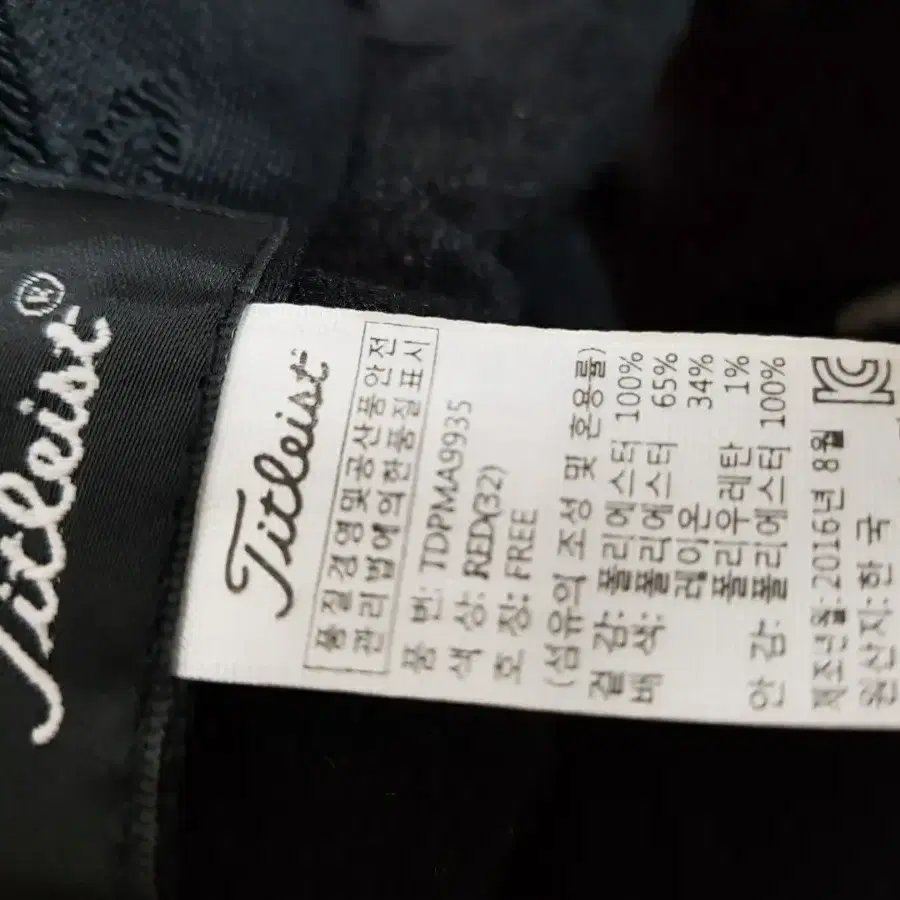 Titleist®
Titleist
품질경영및공산품안전
관리법에의한품질표시
품 번: TDPMA9935
색 상: RED(32)
호 칭: FREE
(섬유의 조성 및 혼용률)
겉 감: 폴리에스터 100%
배 색: 폴리에스터 65%
레이온 34%
폴리우레탄 1%
안 감: 폴리에스터 100%
제조년월: 2016년 8월
원산지: 한 국